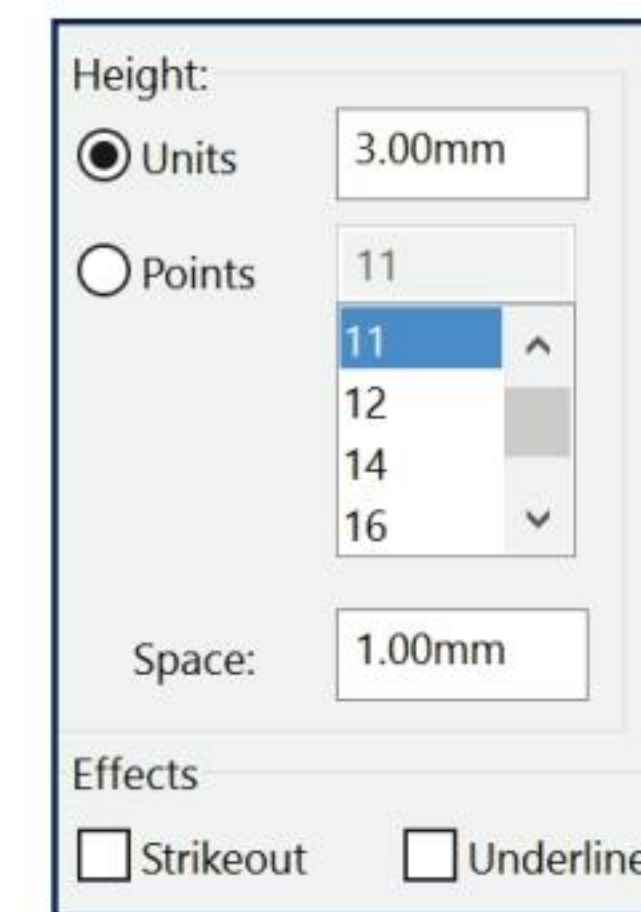 Height:
Units 3.00mm
Points 11
11
12
14
16
Space: 1.00mm
Effects
Strikeout Underline